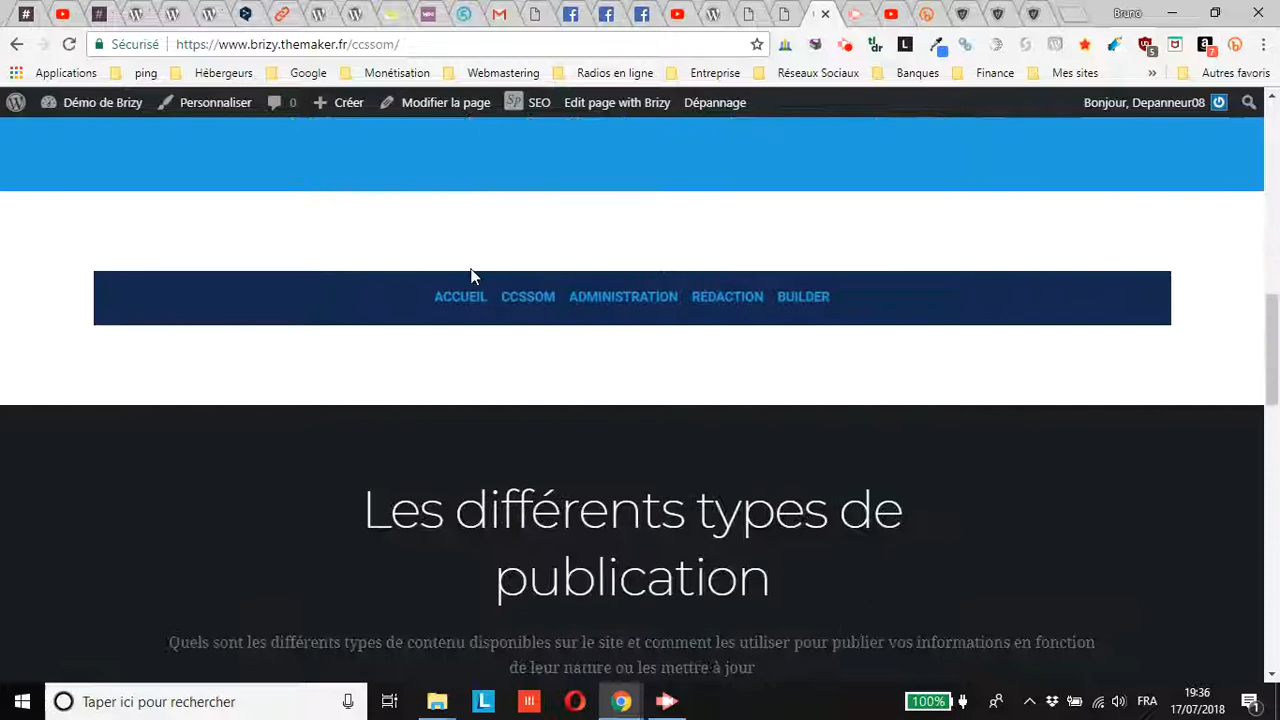 Bruno
Sécurisé https://www.brizy.themaker.fr/ccssom/
Applications ping Hébergeurs Google Monétisation Webmastering Radios en ligne Entreprise Réseaux Sociaux Banques Finance Mes sites » Autres favoris
Démo de Brizy Personnaliser 0 Créer Modifier la page SEO Edit page with Brizy Dépannage Bonjour, Depanneur08
ACCUEIL CCSSOM ADMINISTRATION RÉDACTION BUILDER
Les différents types de
publication
Quels sont les différents types de contenu disponibles sur le site et comment les utiliser pour publier vos informations en fonction
de leur nature ou les mettre à jour
Taper ici pour rechercher 100% FRA 19:36
17/07/2018